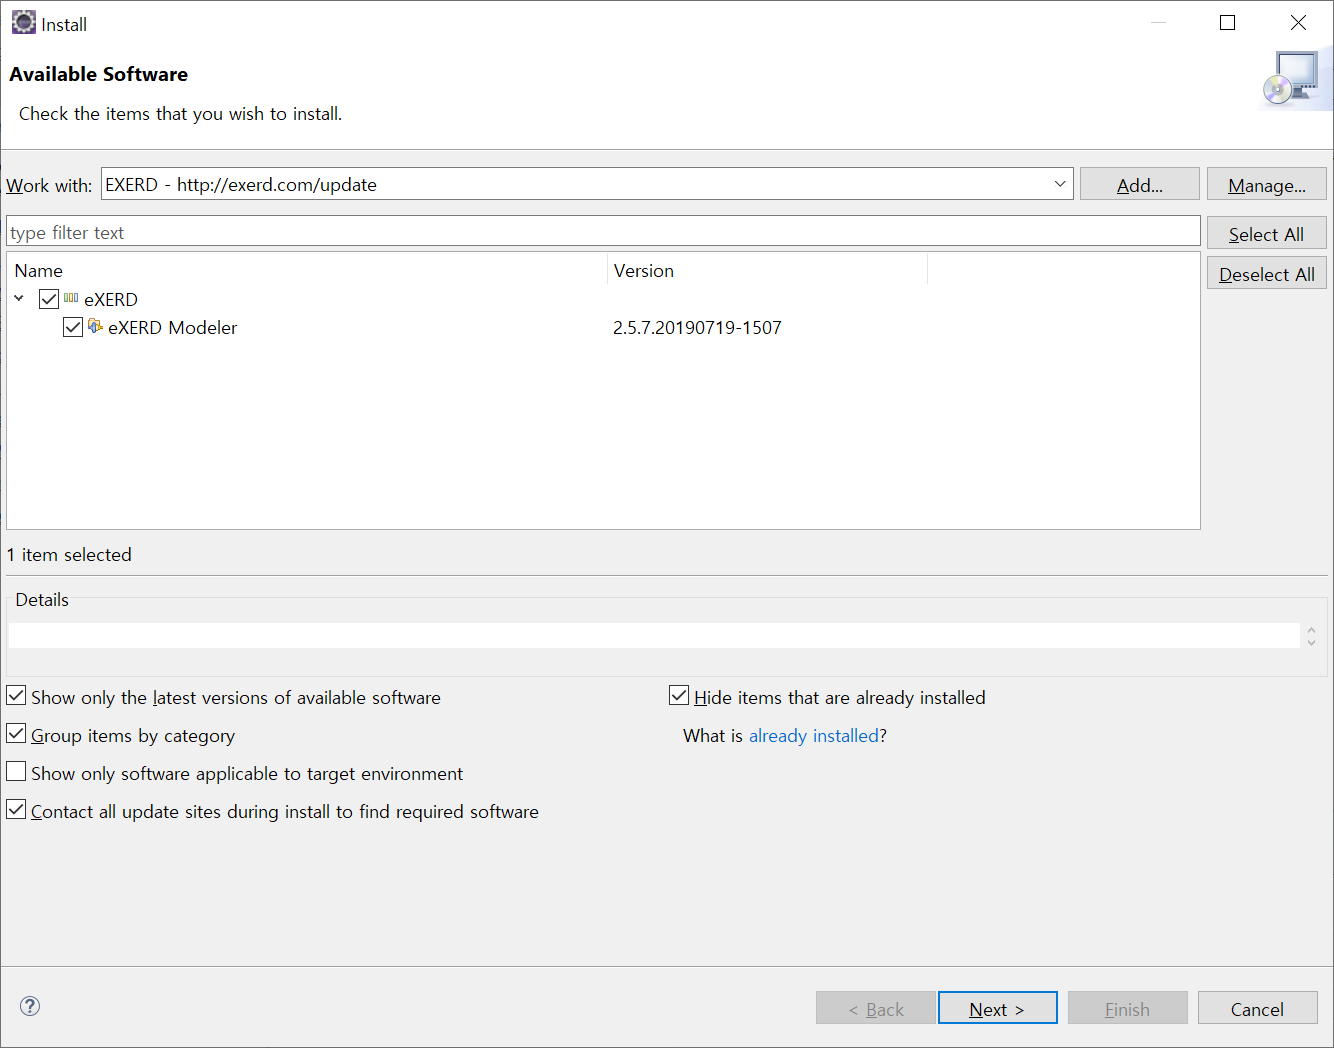 Install
Available Software
Check the items that you wish to install.
Work with: EXERD - http://exerd.com/update Add... Manage...
type filter text Select All
Name Version Deselect All
eXERD
eXERD Modeler 2.5.7.20190719-1507
1 item selected
Details
Show only the latest versions of available software Hide items that are already installed
Group items by category What is already installed?
Show only software applicable to target environment
Contact all update sites during install to find required software
? < Back Next > Finish Cancel